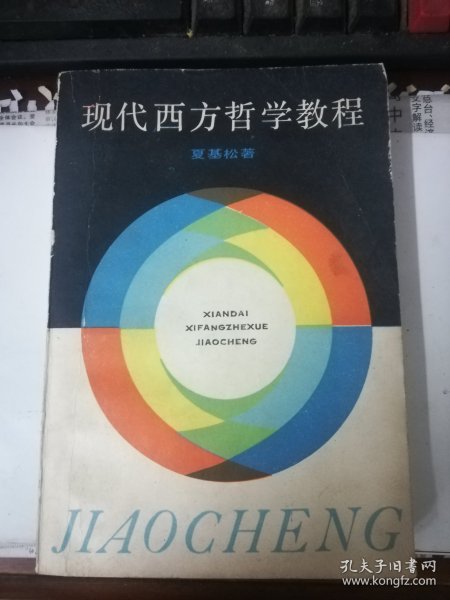 现代西方哲学教程
夏基松著
XIANDAI
XIFANGZHEXUE
JIAOCHENG
JIAOCHENG
孔夫子旧书网
www.kongfz.com